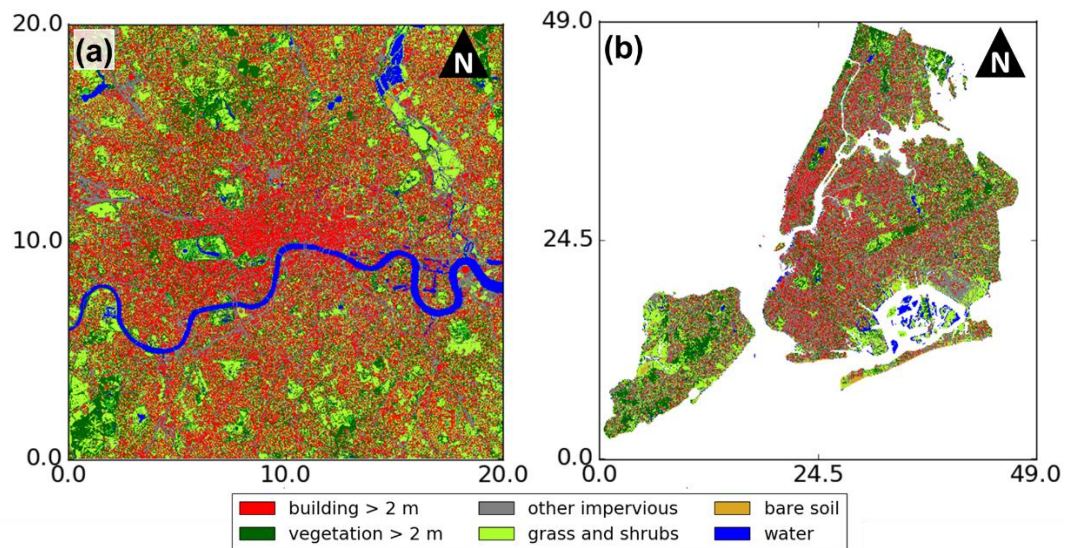 (a)
N
20.0
10.0
0.0
0.0 10.0 20.0
(b)
N
49.0
24.5
0.0
0.0 24.5 49.0
building > 2 m other impervious bare soil
vegetation > 2 m grass and shrubs water